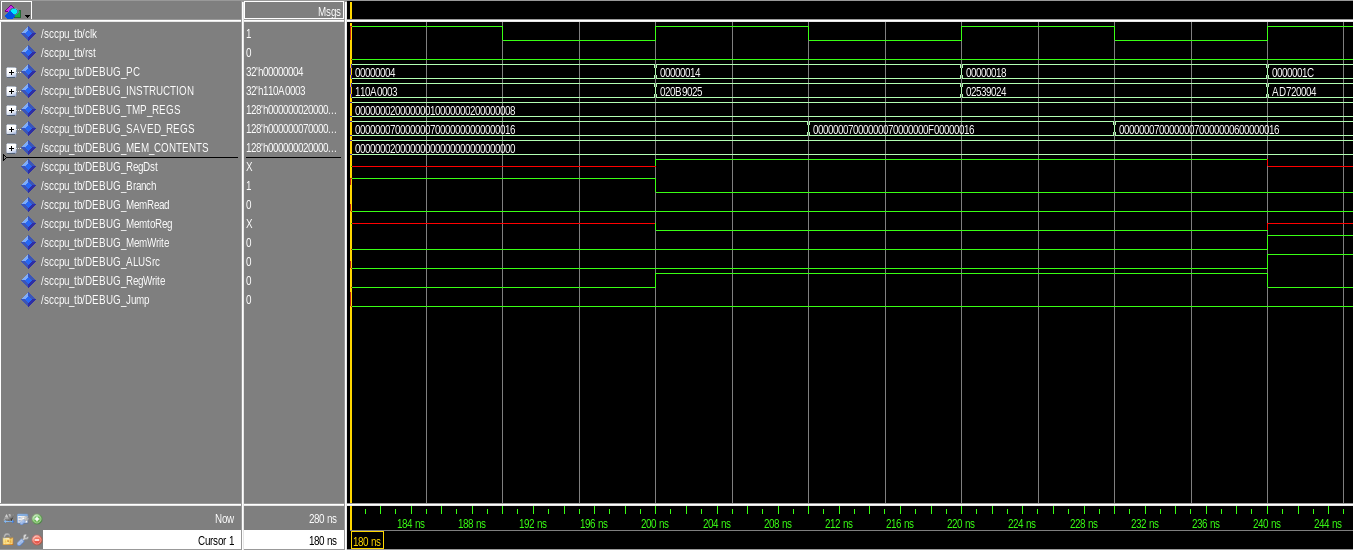 Msgs
/sccpu_tb/clk 1
/sccpu_tb/rst 0
/sccpu_tb/DEBUG_PC 32'h00000004 00000004 00000014 00000018 0000001C
/sccpu_tb/DEBUG_INSTRUCTION 32'h110A0003 110A0003 020B9025 02539024 AD720004
/sccpu_tb/DEBUG_TMP_REGS 128'h000000020000... 00000002000000010000000200000008
/sccpu_tb/DEBUG_SAVED_REGS 128'h000000070000... 00000007000000070000000000000016 00000007000000070000000F00000016 00000007000000070000000600000016
/sccpu_tb/DEBUG_MEM_CONTENTS 128'h000000020000... 00000002000000000000000000000000
/sccpu_tb/DEBUG_RegDst X
/sccpu_tb/DEBUG_Branch 1
/sccpu_tb/DEBUG_MemRead 0
/sccpu_tb/DEBUG_MemtoReg X
/sccpu_tb/DEBUG_MemWrite 0
/sccpu_tb/DEBUG_ALUSrc 0
/sccpu_tb/DEBUG_RegWrite 0
/sccpu_tb/DEBUG_Jump 0
Now 280 ns 184 ns 188 ns 192 ns 196 ns 200 ns 204 ns 208 ns 212 ns 216 ns 220 ns 224 ns 228 ns 232 ns 236 ns 240 ns 244 ns
Cursor 1 180 ns 180 ns